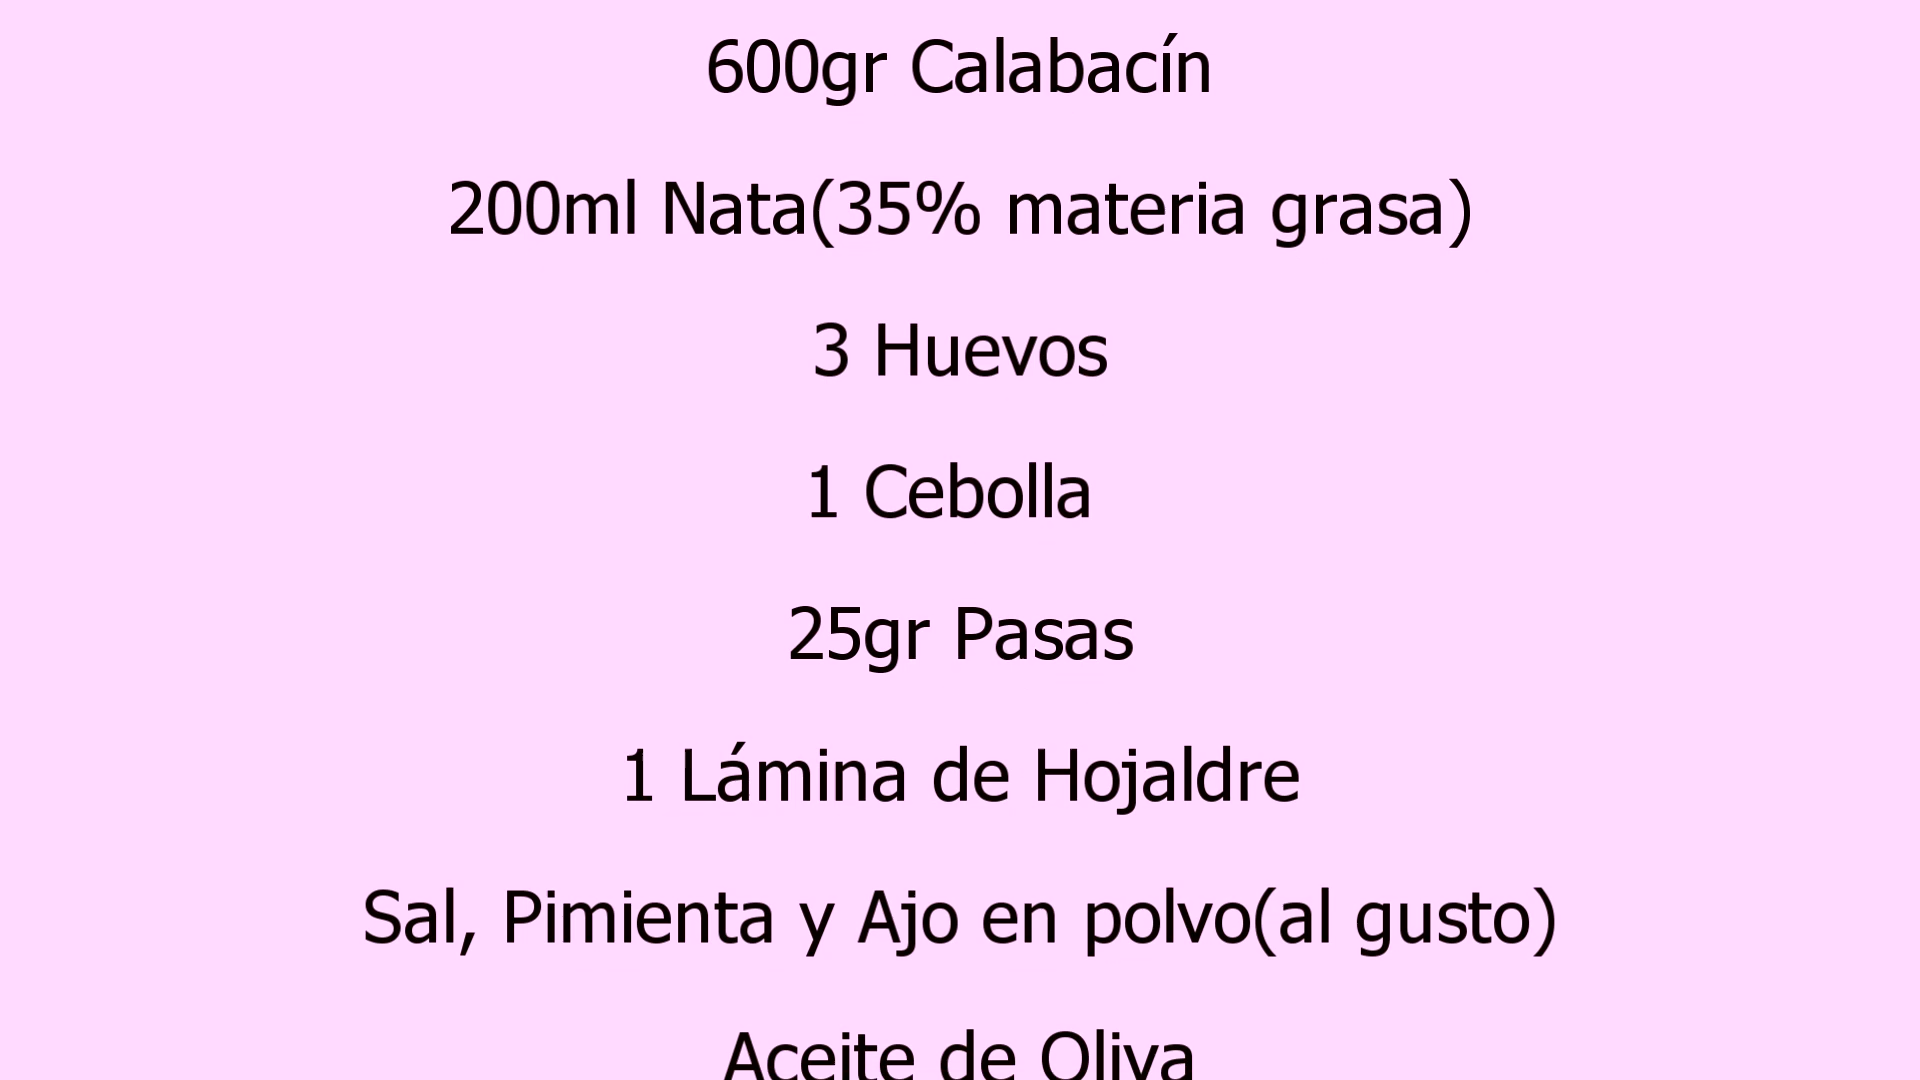 600gr Calabacín
200ml Nata(35% materia grasa)
3 Huevos
1 Cebolla
25gr Pasas
1 Lámina de Hojaldre
Sal, Pimienta y Ajo en polvo(al gusto)
Aceite de Oliva